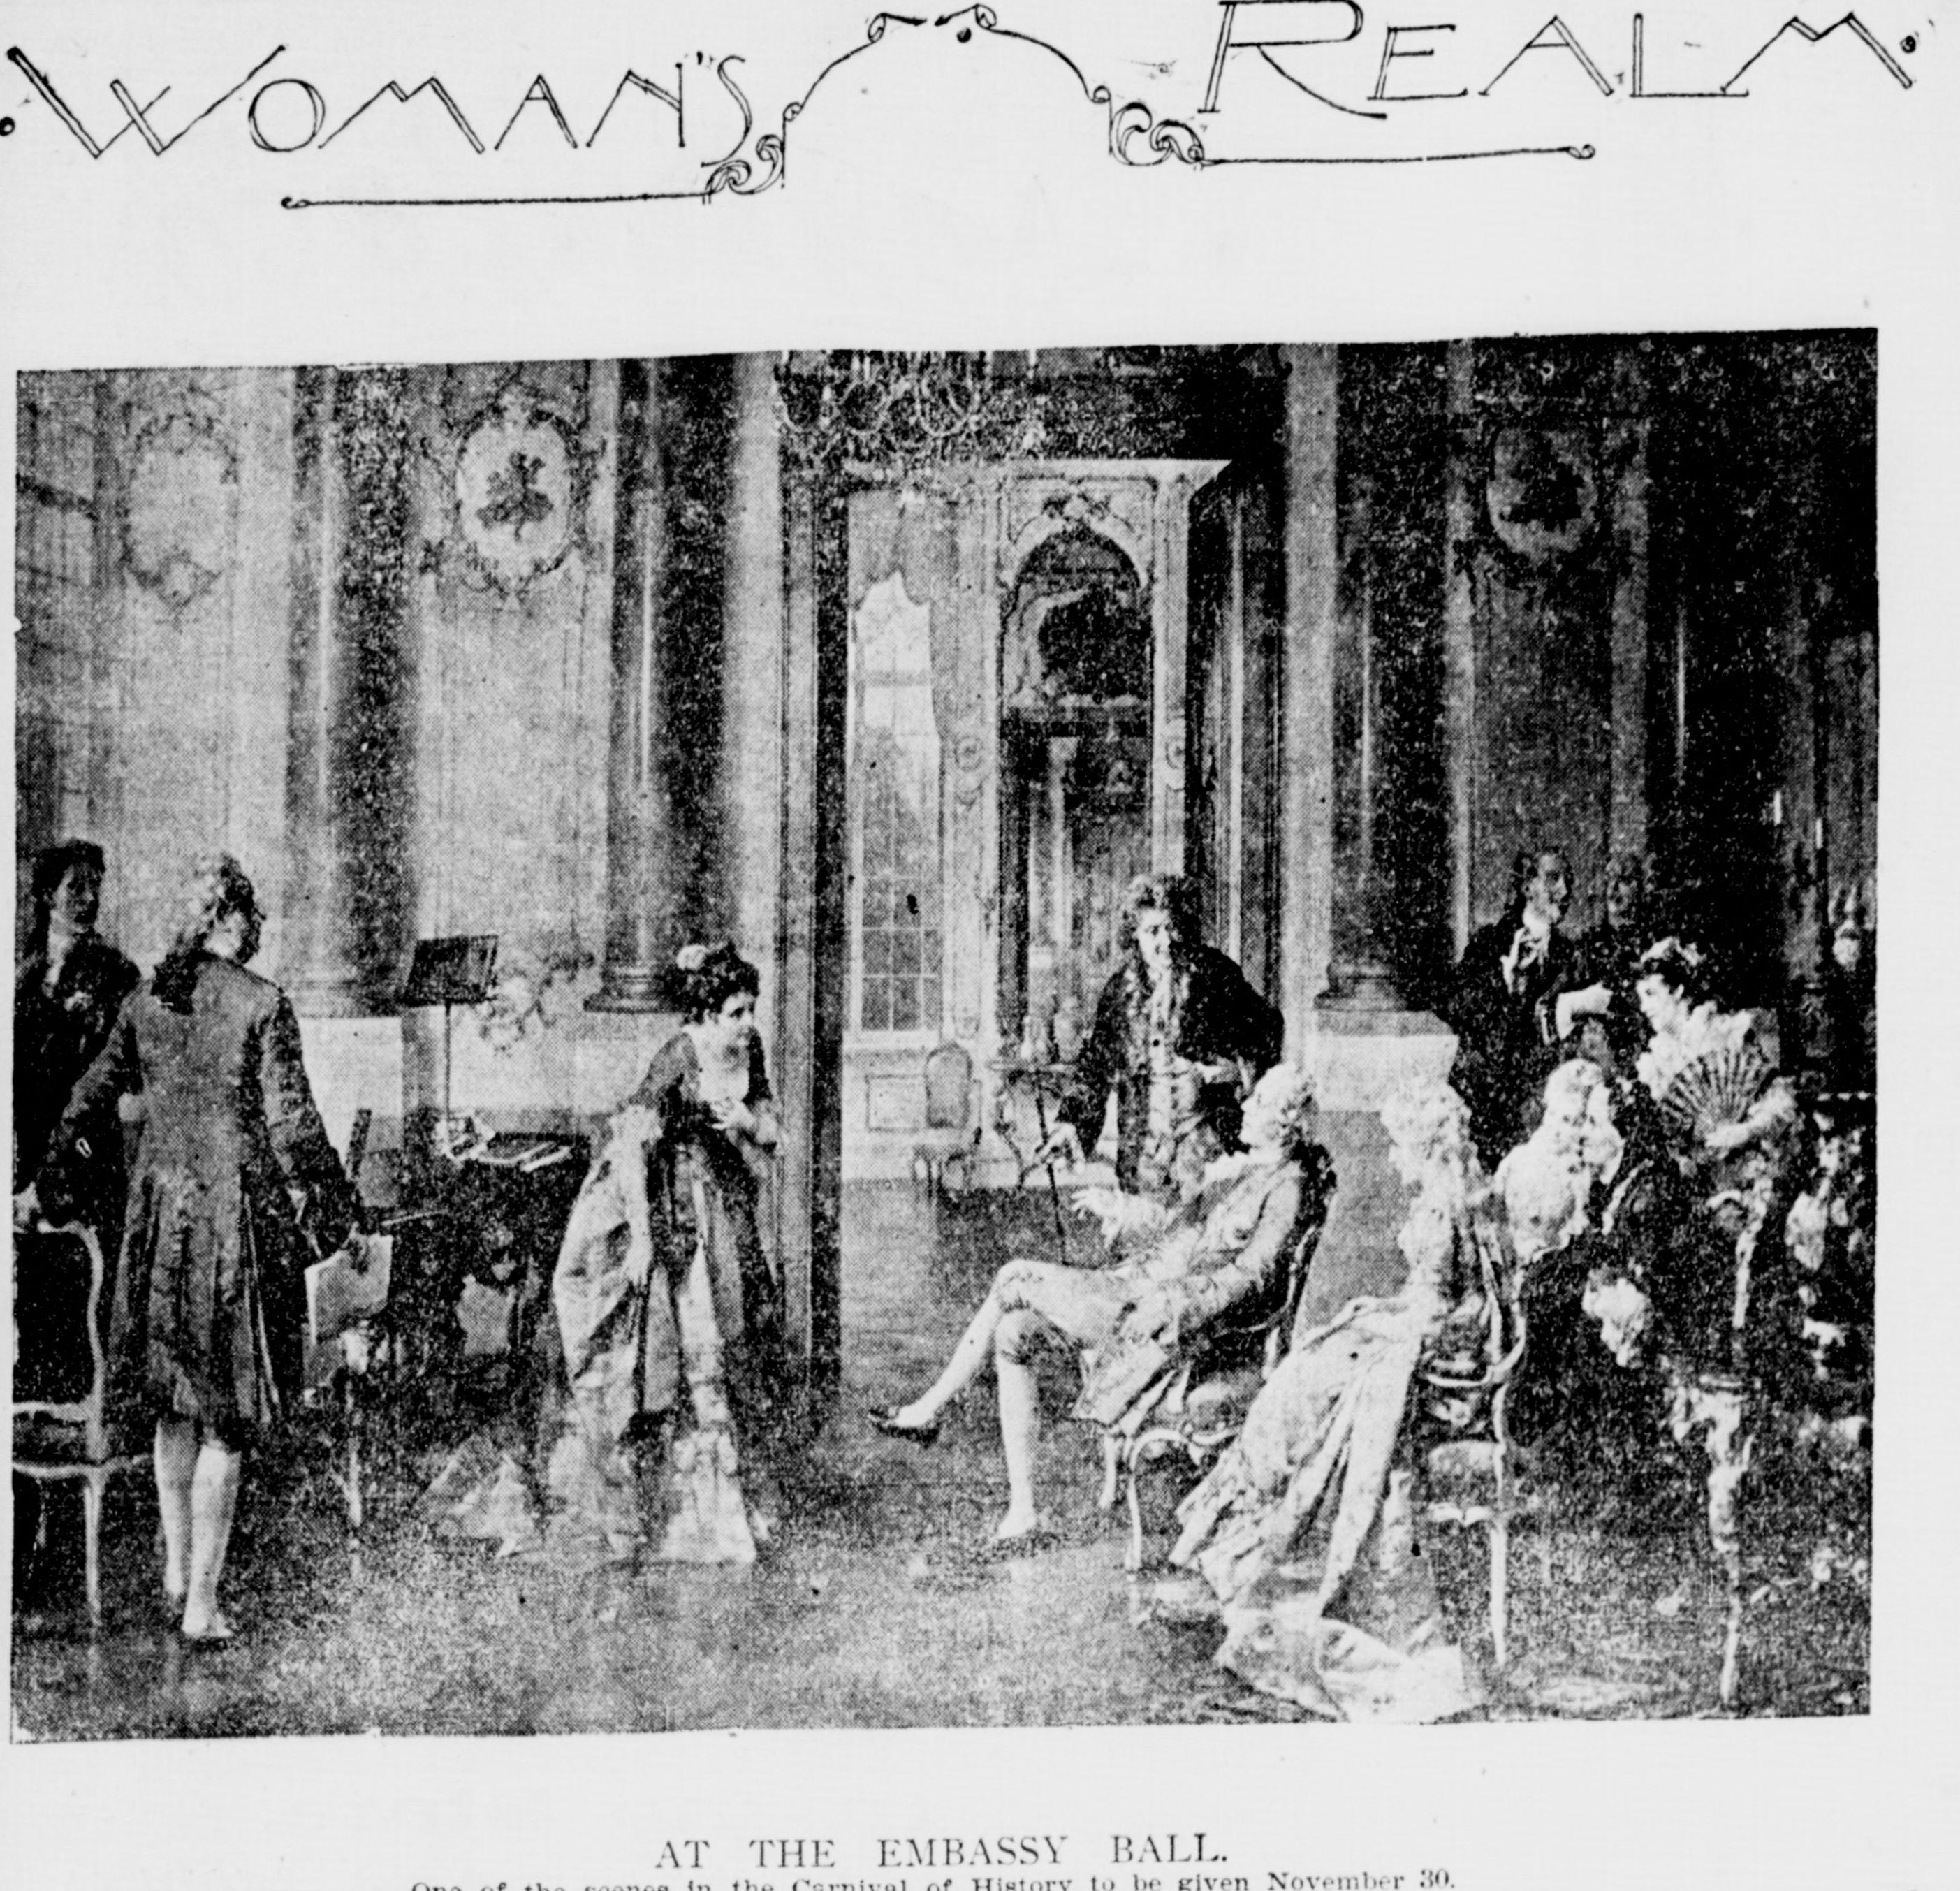 WOMAN'S REALM.
AT THE EMBASSY BALL.
One of the scenes in the Carnival of History to be given November 30.